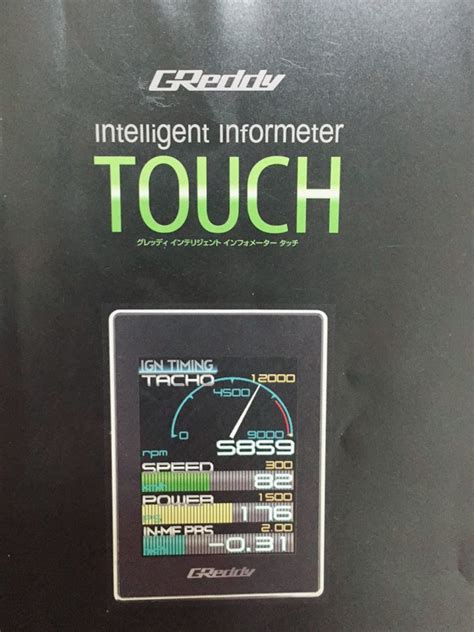 GReddy
Intelligent Informeter
TOUCH
グレッディ インテリジェント インフォメーター タッチ
IGN TIMING
TACHO 12000
4500
0 9000
rpm 5859
SPEED 300
km/h 82
POWER 1500
176
IN-MF PRS 2.00
-0.31
GReddy